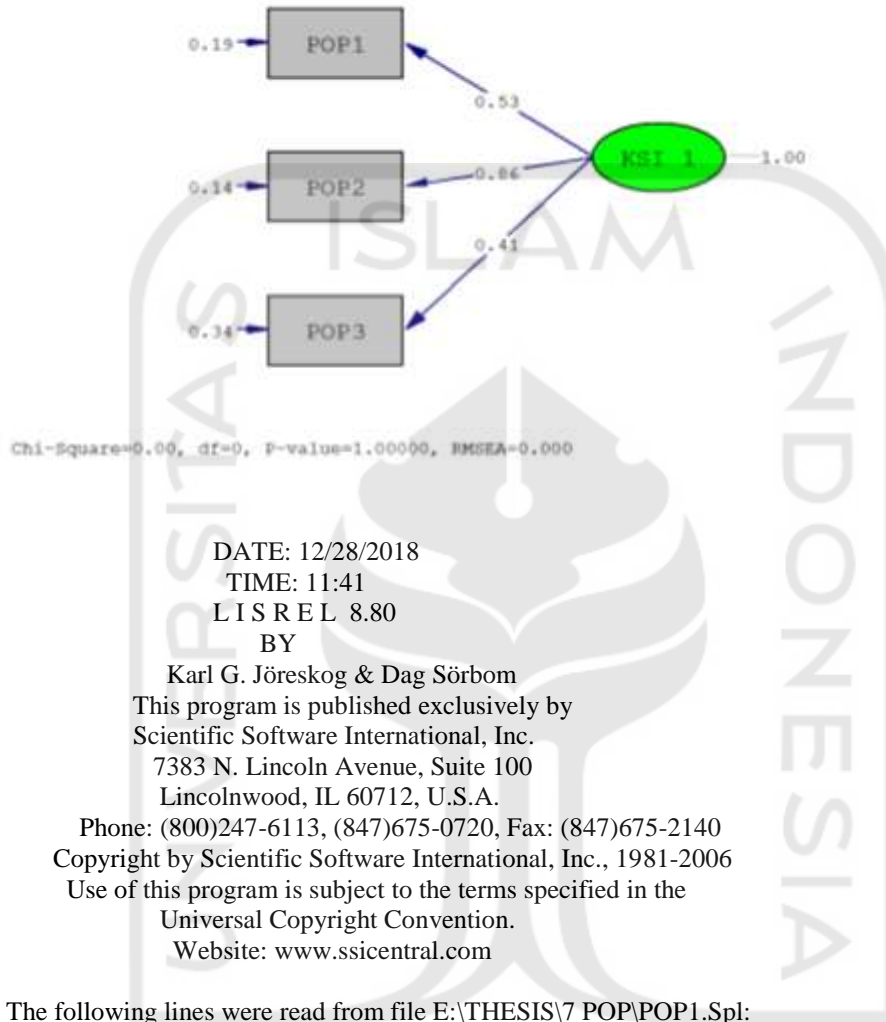 0.19
POP1
0.53
KSI 1
1.00
0.14
POP2
0.86
ISLAM
0.41
0.34
POP3
UNIVERSITAS
INDONESIA
Chi-Square=0.00, df=0, P-value=1.00000, RMSEA=0.000
DATE: 12/28/2018
TIME: 11:41
L I S R E L 8.80
BY
Karl G. Jöreskog & Dag Sörbom
This program is published exclusively by
Scientific Software International, Inc.
7383 N. Lincoln Avenue, Suite 100
Lincolnwood, IL 60712, U.S.A.
Phone: (800)247-6113, (847)675-0720, Fax: (847)675-2140
Copyright by Scientific Software International, Inc., 1981-2006
Use of this program is subject to the terms specified in the
Universal Copyright Convention.
Website: www.ssicentral.com
The following lines were read from file E:\THESIS\7 POP\POP1.Spl: